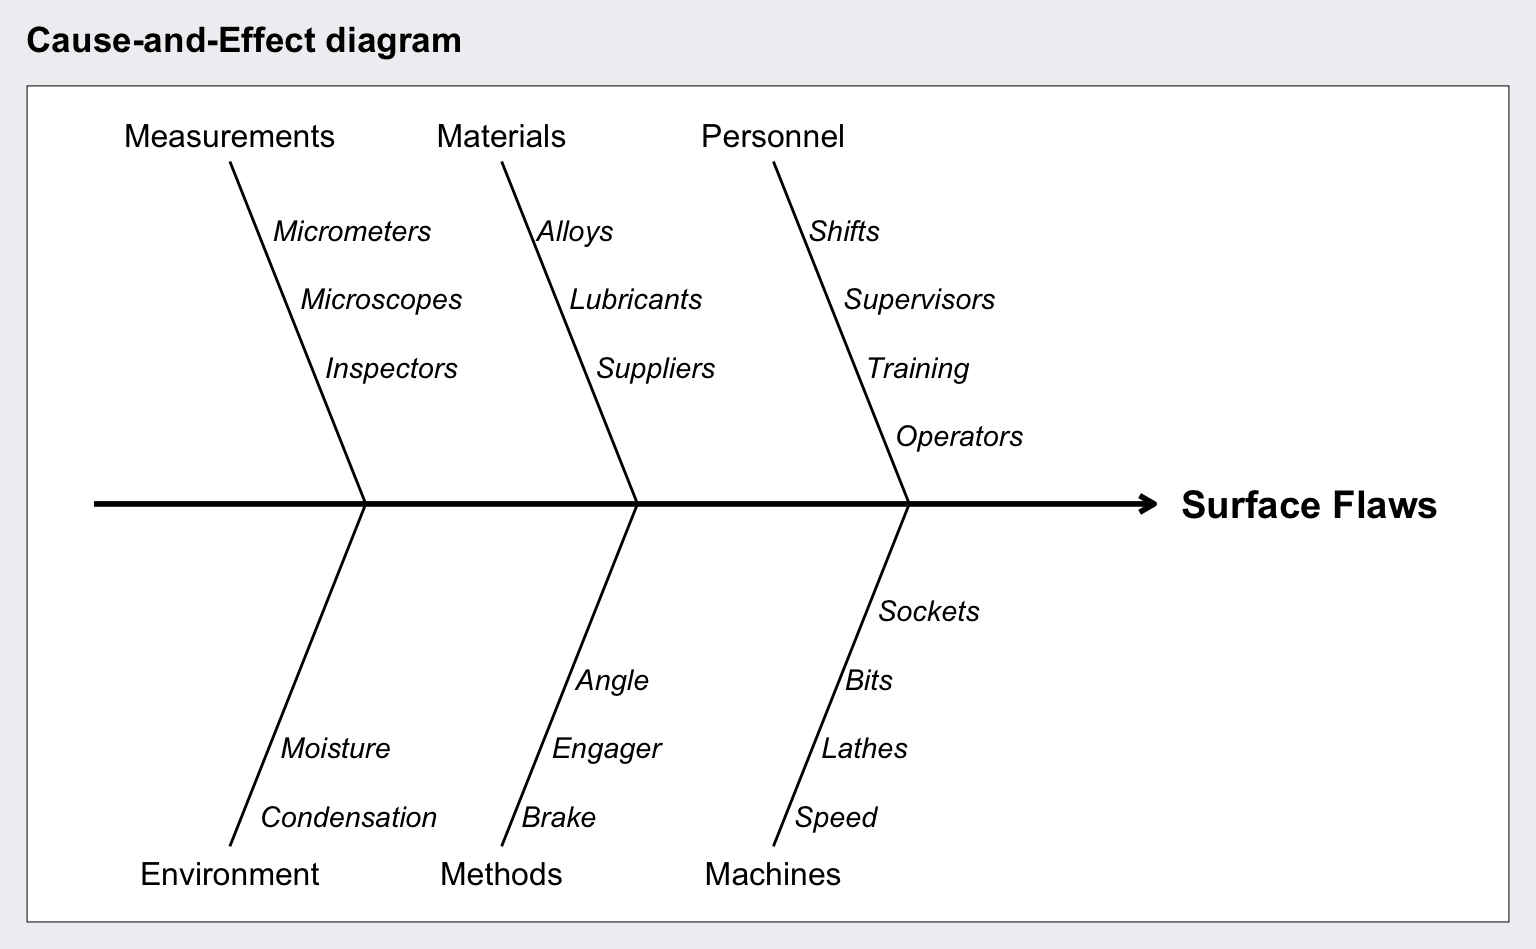 Cause-and-Effect diagram
Measurements
Materials
Personnel
Micrometers
Alloys
Shifts
Microscopes
Lubricants
Supervisors
Inspectors
Suppliers
Training
Operators
Surface Flaws
Sockets
Angle
Bits
Moisture
Engager
Lathes
Condensation
Brake
Speed
Environment
Methods
Machines